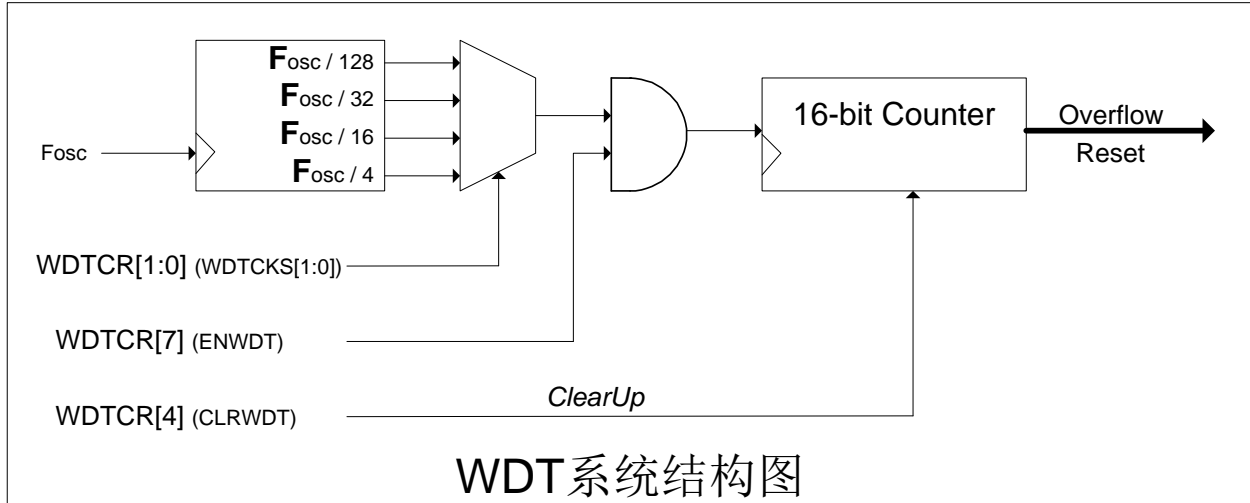 Fosc / 128
Fosc / 32
Fosc / 16
Fosc / 4
Fosc
16-bit Counter
Overflow
Reset
WDTCR[1:0] (WDTCKS[1:0])
WDTCR[7] (ENWDT)
WDTCR[4] (CLRWDT)
ClearUp
WDT系统结构图